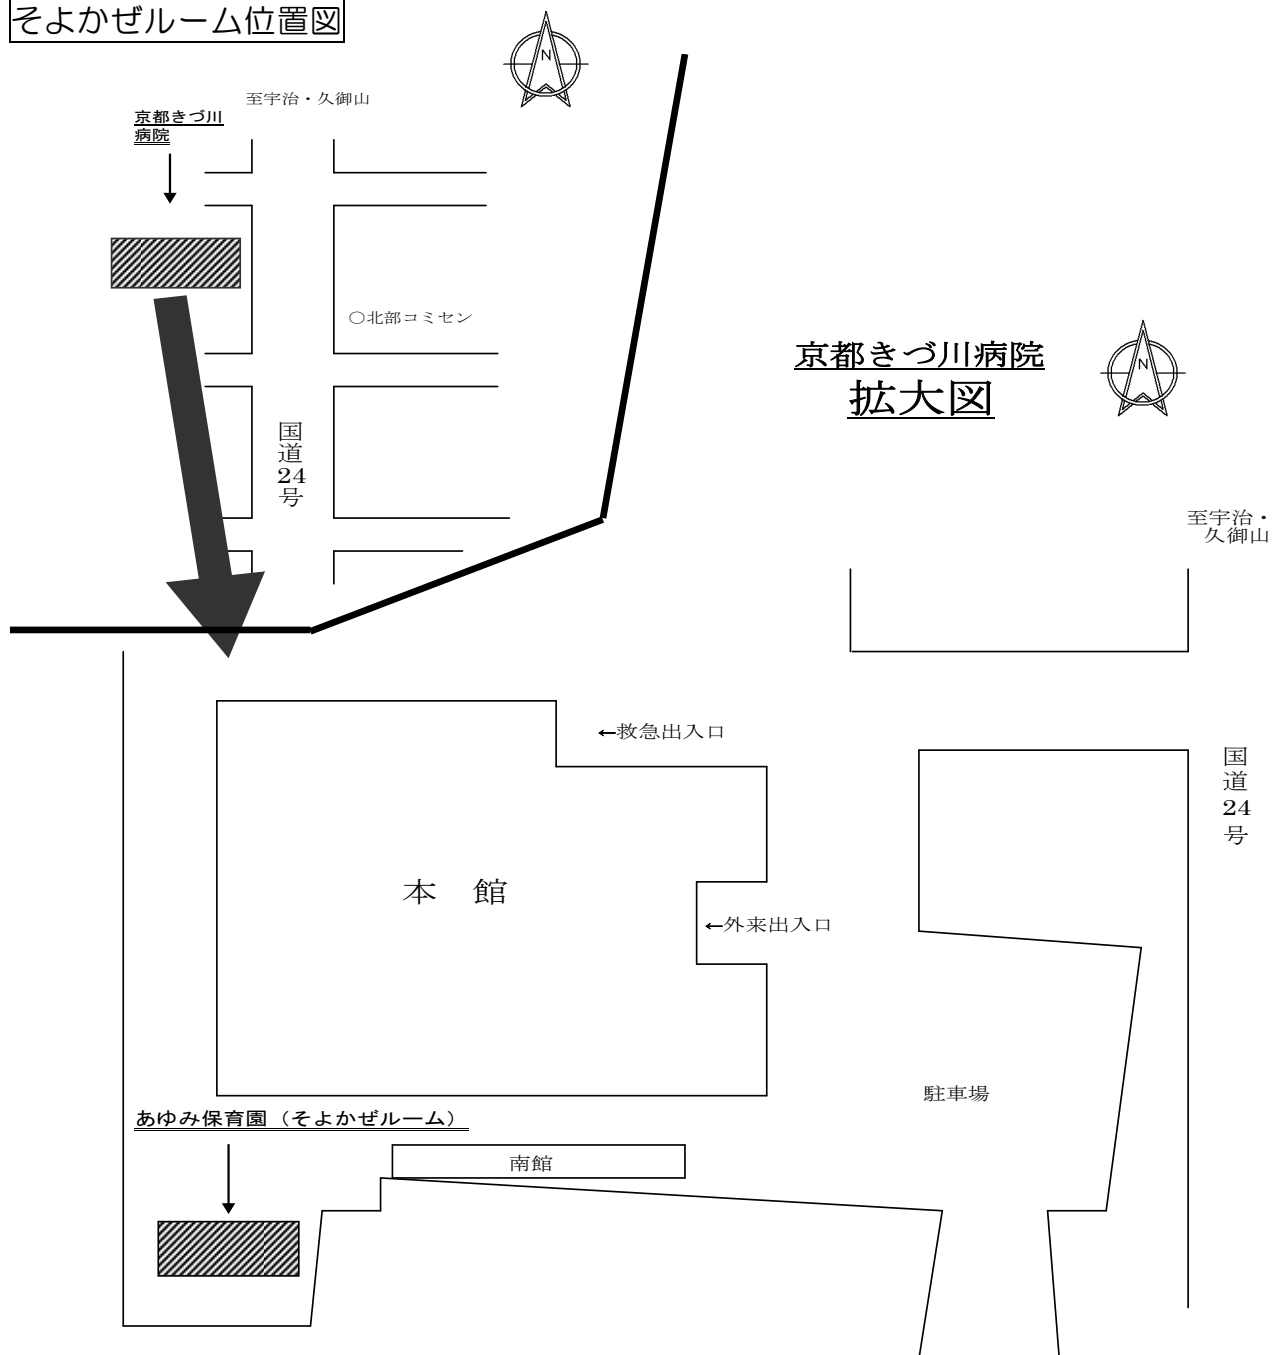 そよかぜルーム位置図
N
至宇治・久御山
京都きづ川
病院
○北部コミセン
国道24号
京都きづ川病院
拡大図
N
至宇治・
久御山
←救急出入口
国道24号
本 館
←外来出入口
駐車場
あゆみ保育園（そよかぜルーム）
南館